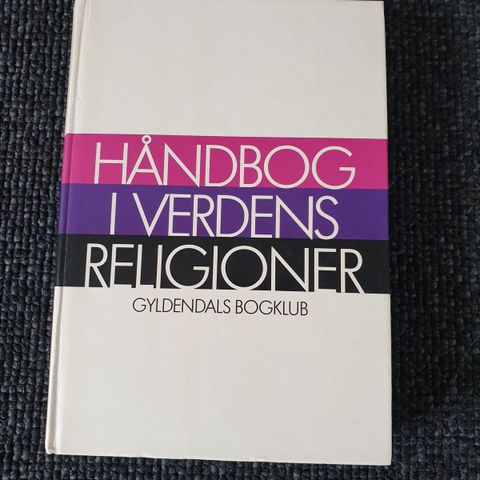 HÅNDBOG
I VERDENS
RELIGIONER
GYLDENDALS BOGKLUB